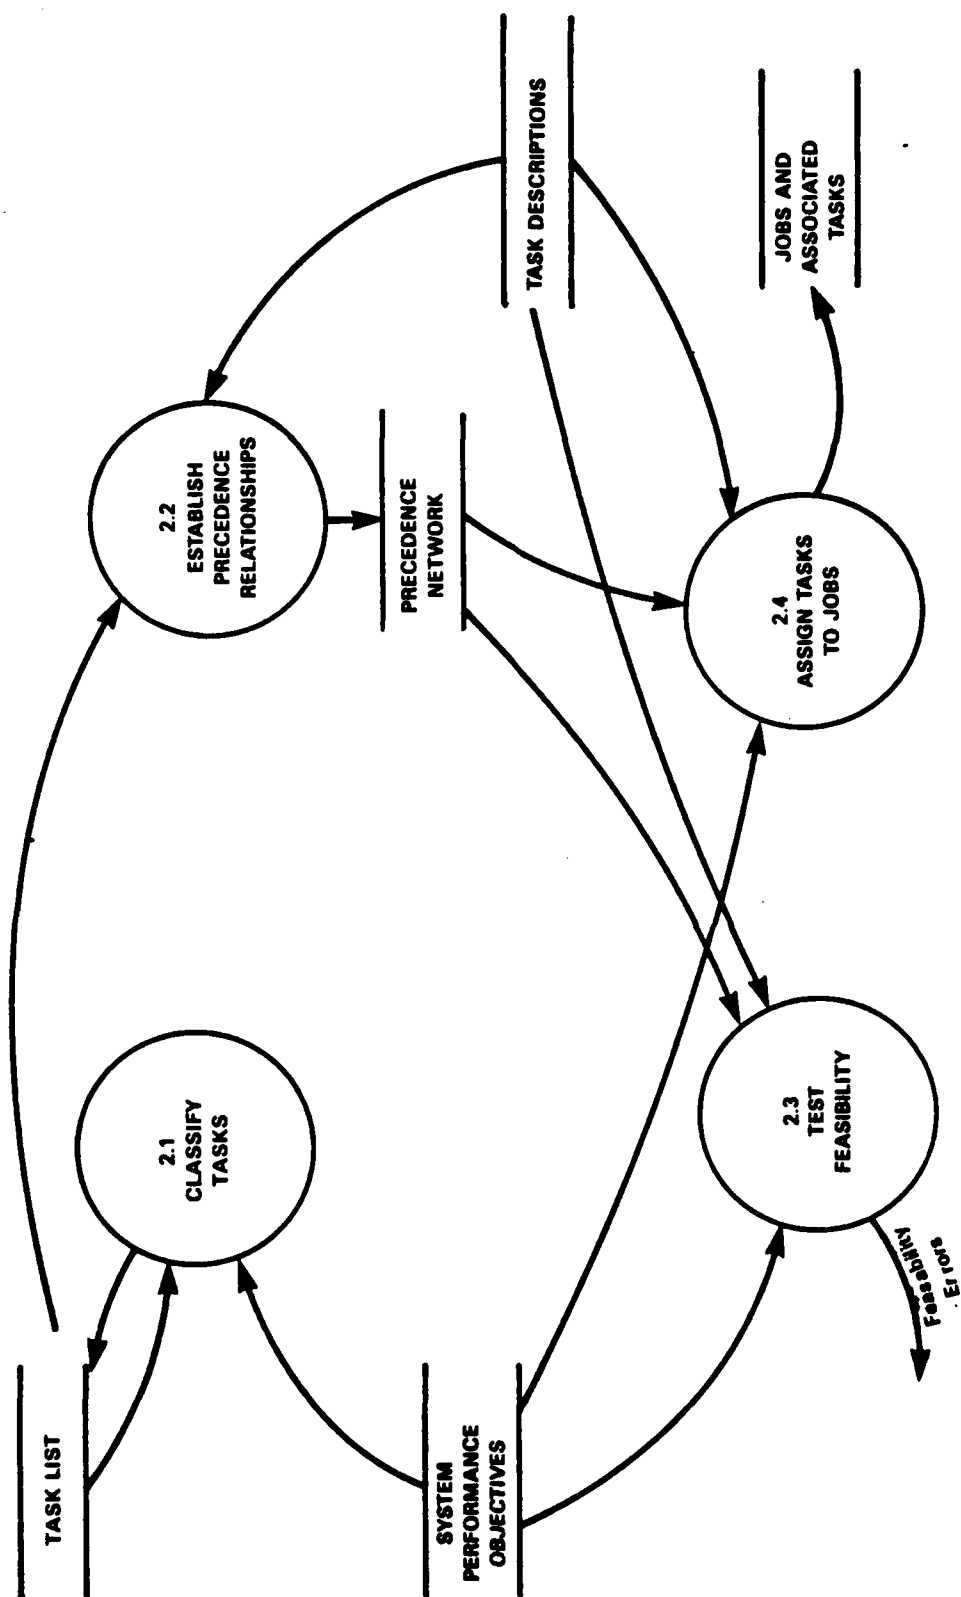 TASK LIST
2.1
CLASSIFY
TASKS
2.2
ESTABLISH
PRECEDENCE
RELATIONSHIPS
SYSTEM
PERFORMANCE
OBJECTIVES
PRECEDENCE
NETWORK
TASK DESCRIPTIONS
2.3
TEST
FEASIBILITY
2.4
ASSIGN TASKS
TO JOBS
JOBS AND
ASSOCIATED
TASKS
Feasability
Errors